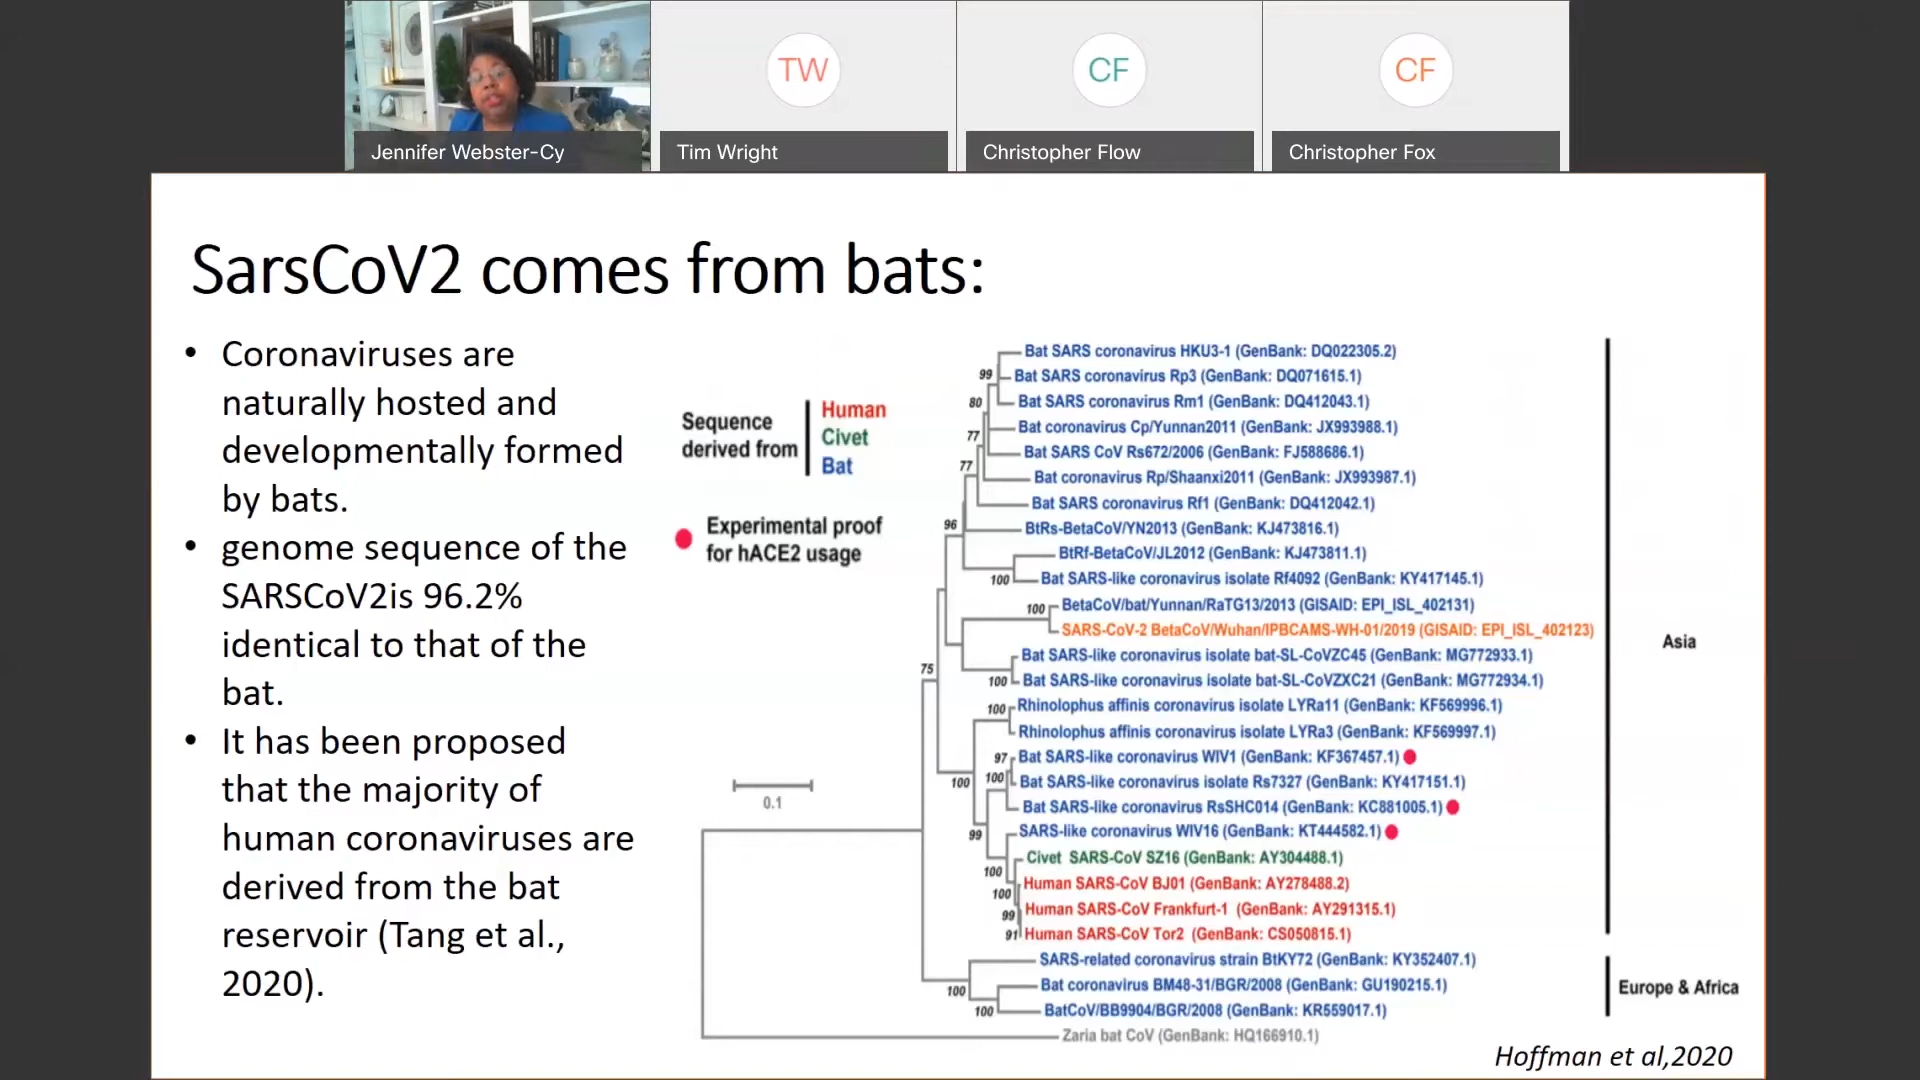 TW
CF
CF
Jennifer Webster-Cy
Tim Wright
Christopher Flow
Christopher Fox
SarsCoV2 comes from bats:
• Coronaviruses are
naturally hosted and
developmentally formed
by bats.
• genome sequence of the
SARSCoV2is 96.2%
identical to that of the
bat.
• It has been proposed
that the majority of
human coronaviruses are
derived from the bat
reservoir (Tang et al.,
2020).
Sequence
derived from
Human
Civet
Bat
Experimental proof
for hACE2 usage
0.1
Bat SARS coronavirus HKU3-1 (GenBank: DQ022305.2)
99
Bat SARS coronavirus Rp3 (GenBank: DQ071615.1)
80
Bat SARS coronavirus Rm1 (GenBank: DQ412043.1)
77
Bat coronavirus Cp/Yunnan2011 (GenBank: JX993988.1)
Bat SARS CoV Rs672/2006 (GenBank: FJ588686.1)
77
Bat coronavirus Rp/Shaanxi2011 (GenBank: JX993987.1)
Bat SARS coronavirus Rf1 (GenBank: DQ412042.1)
96
BtRs-BetaCoV/YN2013 (GenBank: KJ473816.1)
BtRf-BetaCoV/JL2012 (GenBank: KJ473811.1)
100
Bat SARS-like coronavirus isolate Rf4092 (GenBank: KY417145.1)
100
BetaCoV/bat/Yunnan/RaTG13/2013 (GISAID: EPI_ISL_402131)
SARS-CoV-2 BetaCoV/Wuhan/IPBCAMS-WH-01/2019 (GISAID: EPI_ISL_402123)
Bat SARS-like coronavirus isolate bat-SL-CoVZC45 (GenBank: MG772933.1)
75
100
Bat SARS-like coronavirus isolate bat-SL-CoVZXC21 (GenBank: MG772934.1)
100
Rhinolophus affinis coronavirus isolate LYRa11 (GenBank: KF569996.1)
Rhinolophus affinis coronavirus isolate LYRa3 (GenBank: KF569997.1)
97
Bat SARS-like coronavirus WIV1 (GenBank: KF367457.1)
100
100
Bat SARS-like coronavirus isolate Rs7327 (GenBank: KY417151.1)
Bat SARS-like coronavirus RsSHC014 (GenBank: KC881005.1)
99
SARS-like coronavirus WIV16 (GenBank: KT444582.1)
Civet SARS-CoV SZ16 (GenBank: AY304488.1)
100
Human SARS-CoV BJ01 (GenBank: AY278488.2)
100
Human SARS-CoV Frankfurt-1 (GenBank: AY291315.1)
99
Human SARS-CoV Tor2 (GenBank: CS050815.1)
91
SARS-related coronavirus strain BtKY72 (GenBank: KY352407.1)
100
Bat coronavirus BM48-31/BGR/2008 (GenBank: GU190215.1)
100
BatCoV/BB9904/BGR/2008 (GenBank: KR559017.1)
Zaria bat CoV (GenBank: HQ166910.1)
Asia
Europe & Africa
Hoffman et al,2020